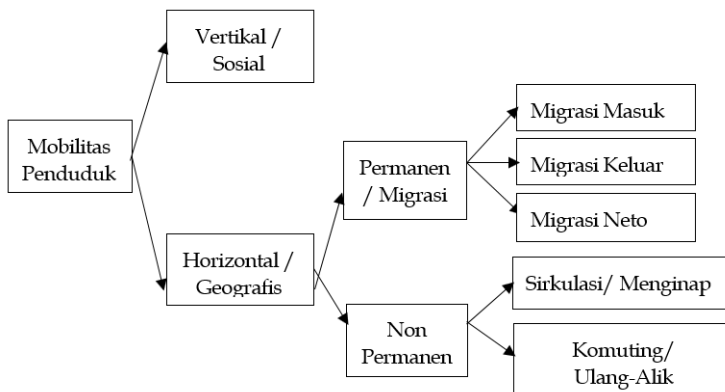 Vertikal /
Sosial
Mobilitas
Penduduk
Horizontal /
Geografis
Permanen
/ Migrasi
Non
Permanen
Migrasi Masuk
Migrasi Keluar
Migrasi Neto
Sirkulasi/ Menginap
Komuting/
Ulang-Alik